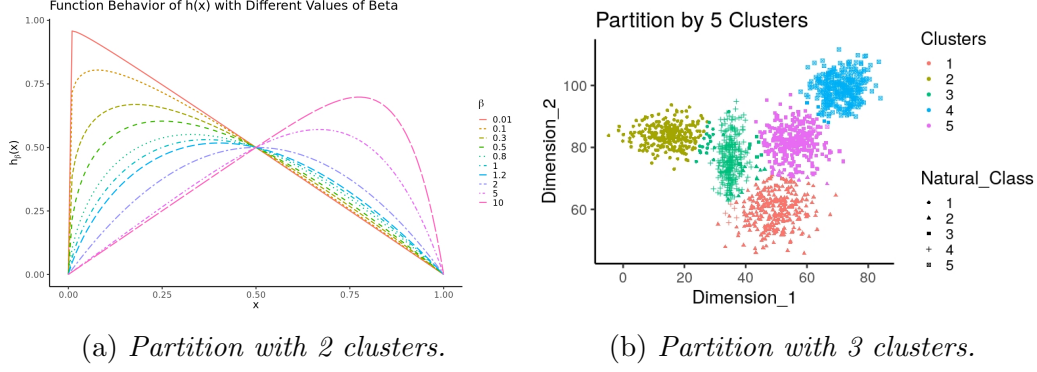 Function Behavior of h(x) with Different Values of Beta
1.00
0.75
0.50
0.25
0.00
hβ(x)
0.00 0.25 0.50 0.75 1.00
x
β
0.01
0.1
0.3
0.5
0.8
1
1.2
2
5
10
(a) Partition with 2 clusters.
Partition by 5 Clusters
100
80
60
Dimension_2
0 20 40 60 80
Dimension_1
Clusters
1
2
3
4
5
Natural_Class
1
2
3
4
5
(b) Partition with 3 clusters.